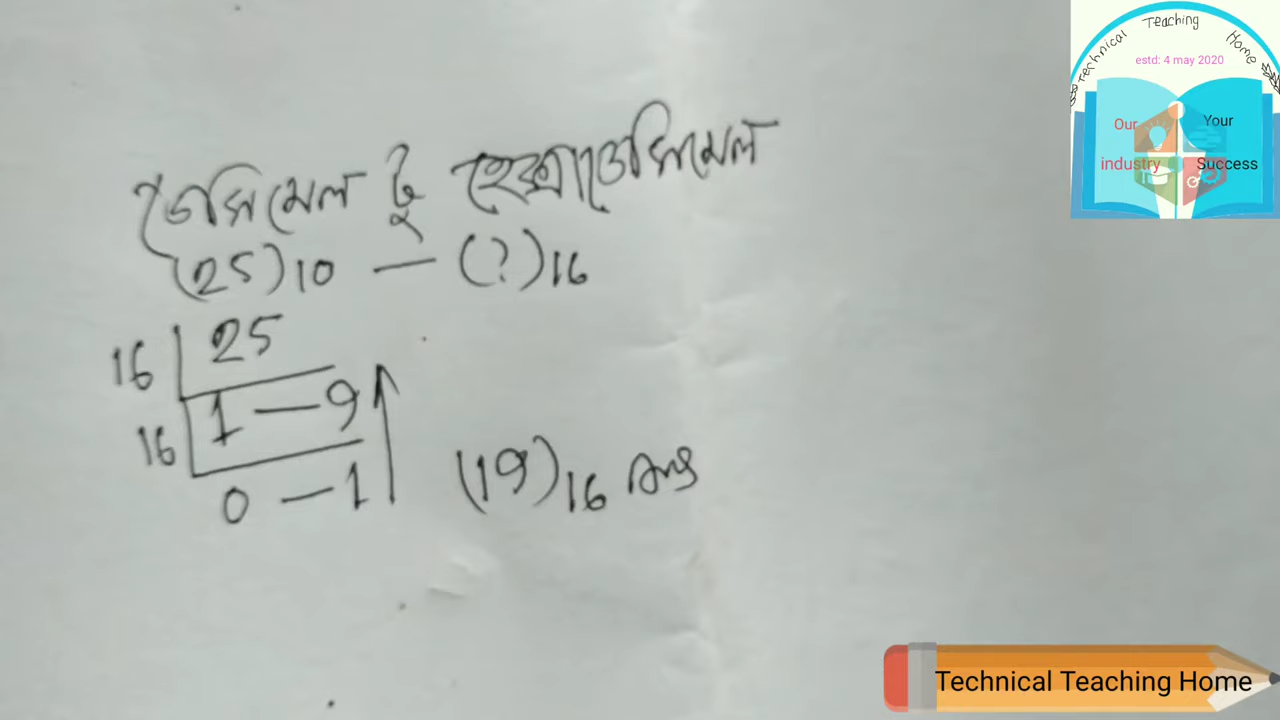 Technical Teaching Home
estd: 4 may 2020
Our Your
industry Success
ডেসিমেল টু হেক্সাডেসিমেল
(25)10 — (?)16
16 25
16 1 — 9
0 — 1
(19)16 Ans
Technical Teaching Home